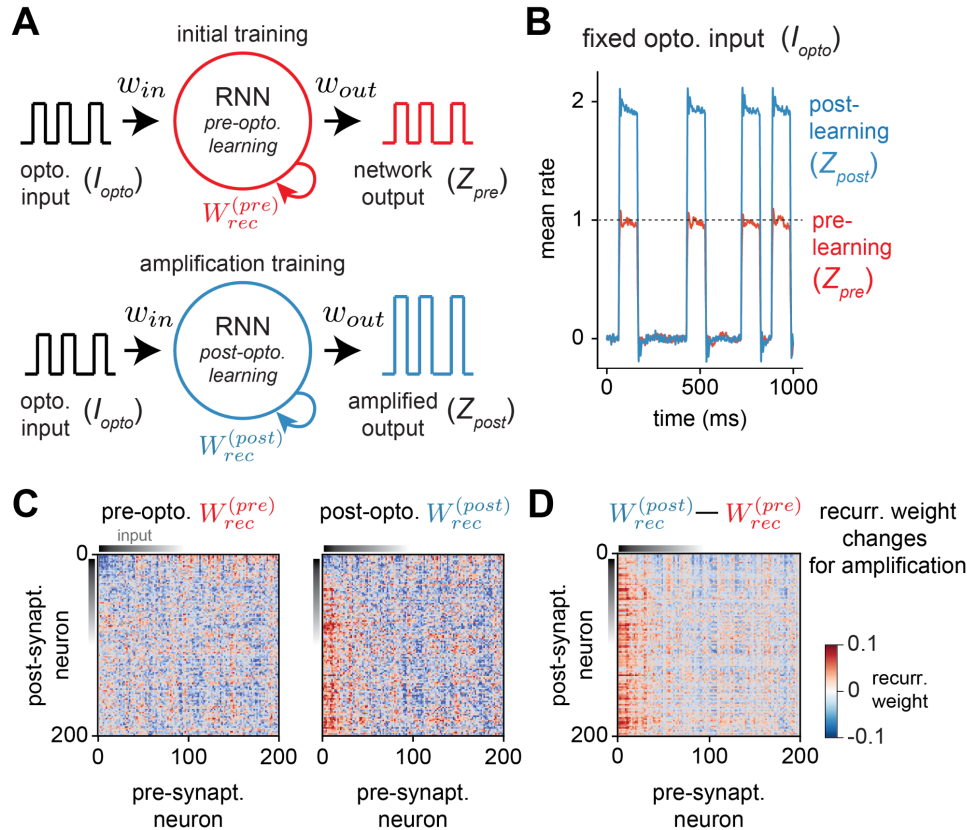 A
initial training
w_in
w_out
RNN
pre-opto.
learning
opto.
input (I_opto)
network
output (Z_pre)
W_rec^(pre)
amplification training
w_in
w_out
RNN
post-opto.
learning
opto.
input (I_opto)
amplified
output (Z_post)
W_rec^(post)
B
fixed opto. input (I_opto)
2
1
0
mean rate
0
500
1000
time (ms)
post-
learning
(Z_post)
pre-
learning
(Z_pre)
C
pre-opto. W_rec^(pre)
input
0
200
post-synapt.
neuron
0
100
200
pre-synapt.
neuron
post-opto. W_rec^(post)
0
100
200
pre-synapt.
neuron
D
W_rec^(post) — W_rec^(pre)
recurr. weight
changes
for amplification
0
200
post-synapt.
neuron
0
100
200
pre-synapt.
neuron
0.1
0
-0.1
recurr.
weight